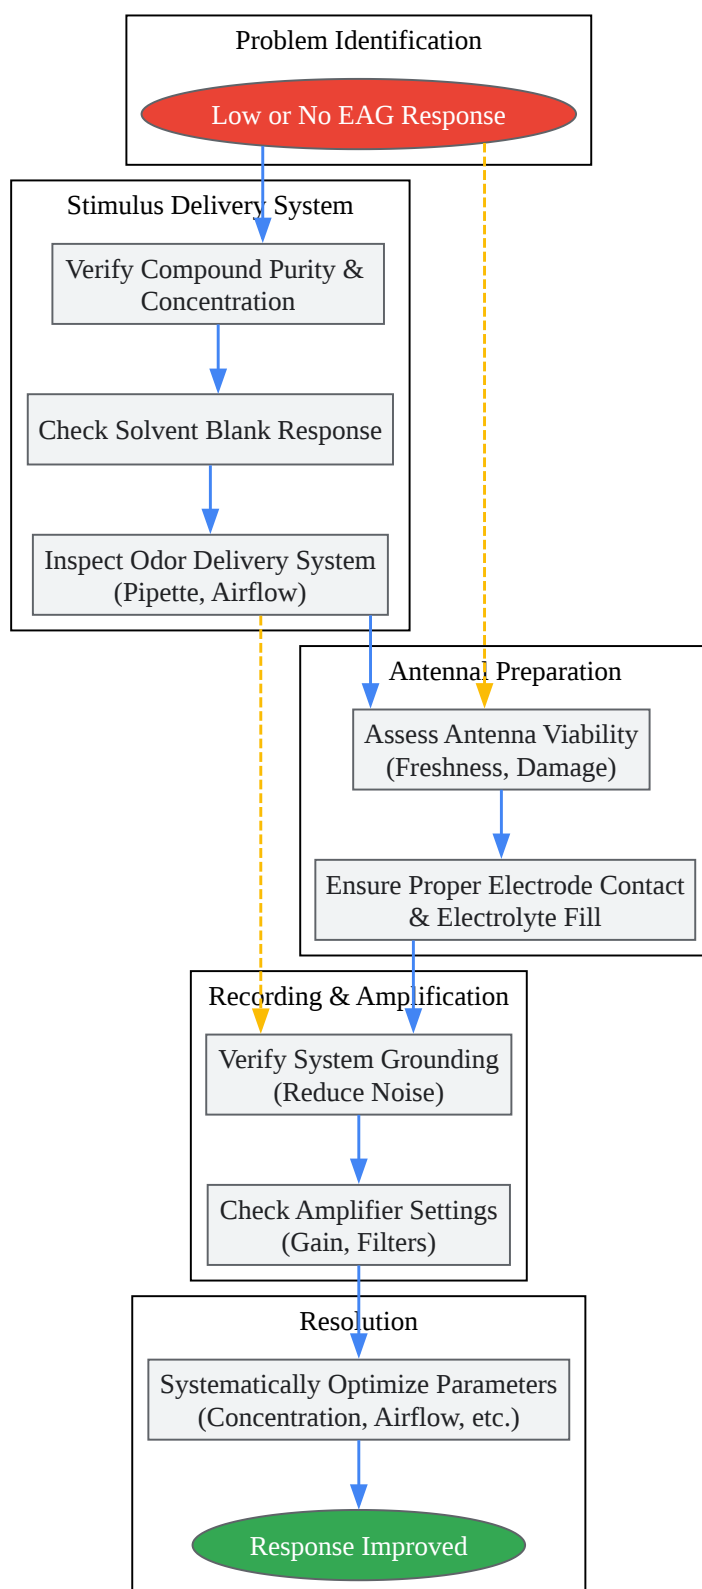 Problem Identification
Low or No EAG Response
Stimulus Delivery System
Verify Compound Purity &
Concentration
Check Solvent Blank Response
Inspect Odor Delivery System
(Pipette, Airflow)
Antennal Preparation
Assess Antenna Viability
(Freshness, Damage)
Ensure Proper Electrode Contact
& Electrolyte Fill
Recording & Amplification
Verify System Grounding
(Reduce Noise)
Check Amplifier Settings
(Gain, Filters)
Resolution
Systematically Optimize Parameters
(Concentration, Airflow, etc.)
Response Improved